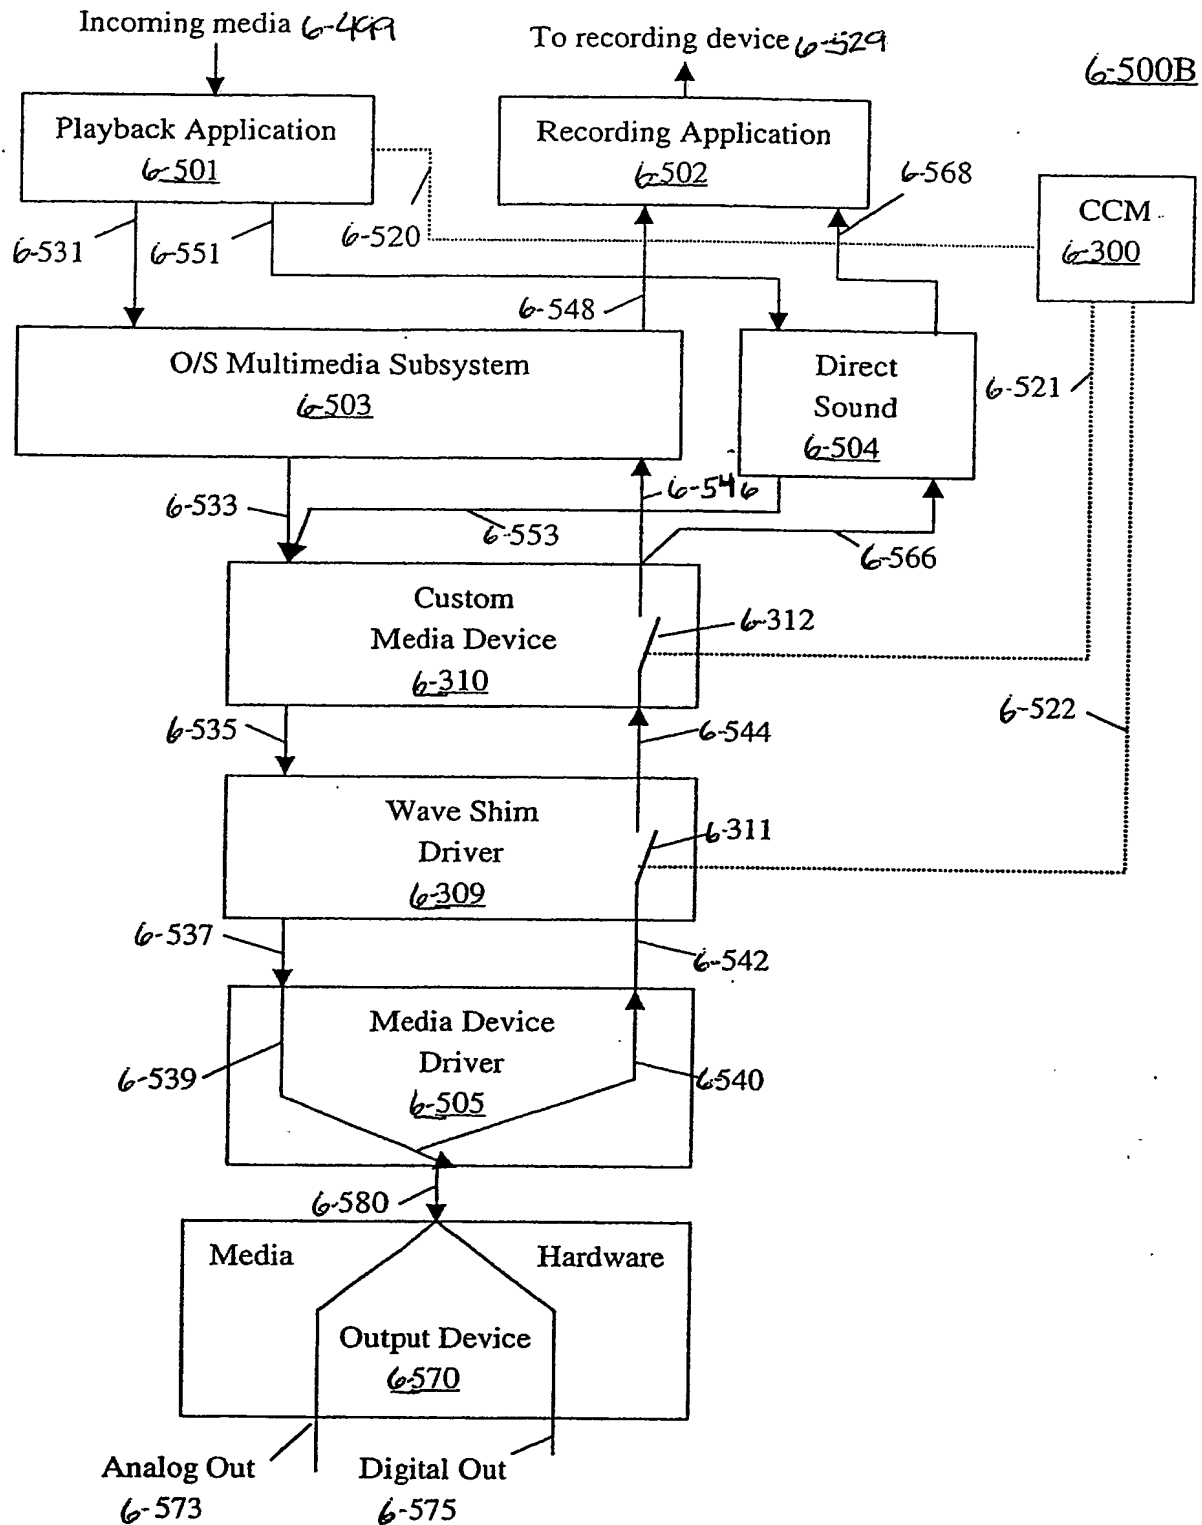 Incoming media 6-499
To recording device 6-529
6-500B
Playback Application
6-501
Recording Application
6-502
6-568
CCM
6-300
6-531
6-551
6-520
6-548
O/S Multimedia Subsystem
6-503
Direct
Sound
6-504
6-521
6-533
6-546
6-553
6-566
Custom
Media Device
6-310
6-312
6-522
6-535
6-544
Wave Shim
Driver
6-309
6-311
6-537
6-542
Media Device
Driver
6-505
6-539
6-540
6-580
Media
Hardware
Output Device
6-570
Analog Out
6-573
Digital Out
6-575